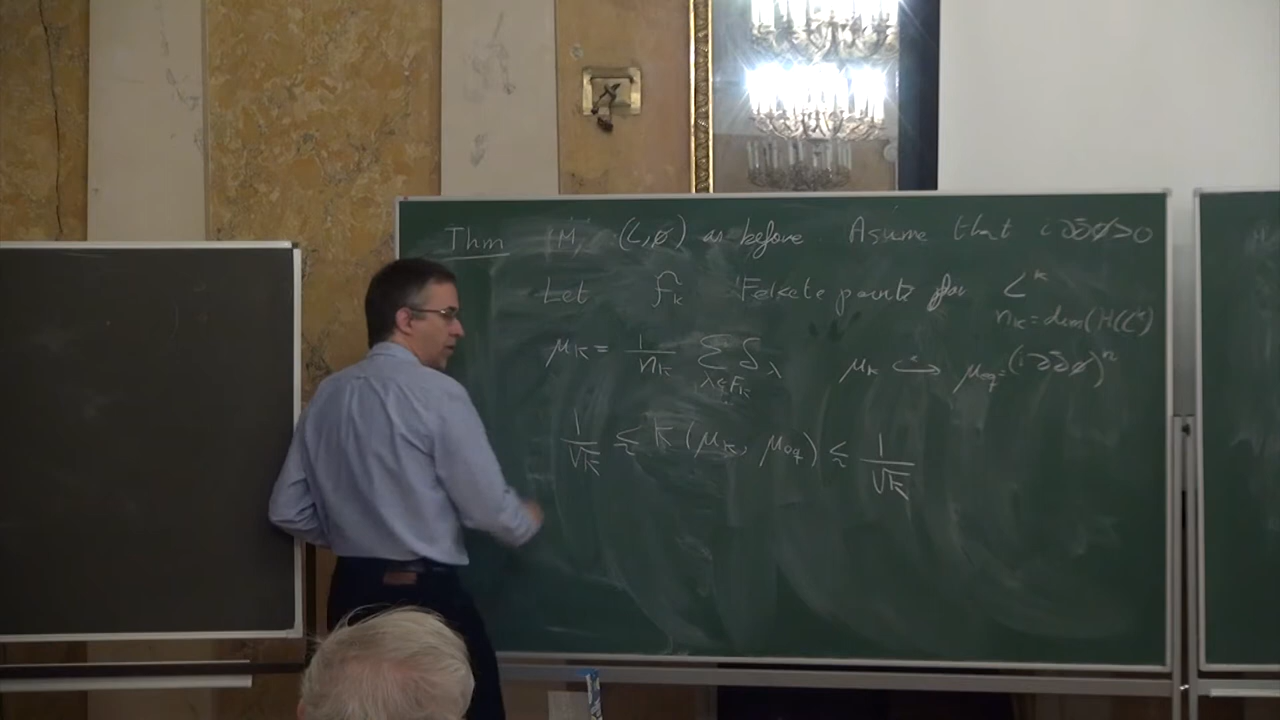 Thm M, (L,ϕ) as before. Assume that i∂∂̄ϕ>0
Let F_k Fekete points for L^k
n_k = dim(H(L^k))
μ_k = 1/n_k Σ_{λ∈F_k} δ_λ μ_k ⇀* μ_eq = (i∂∂̄ϕ)^n
1/√k ≲ K(μ_k, μ_eq) ≲ 1/√k